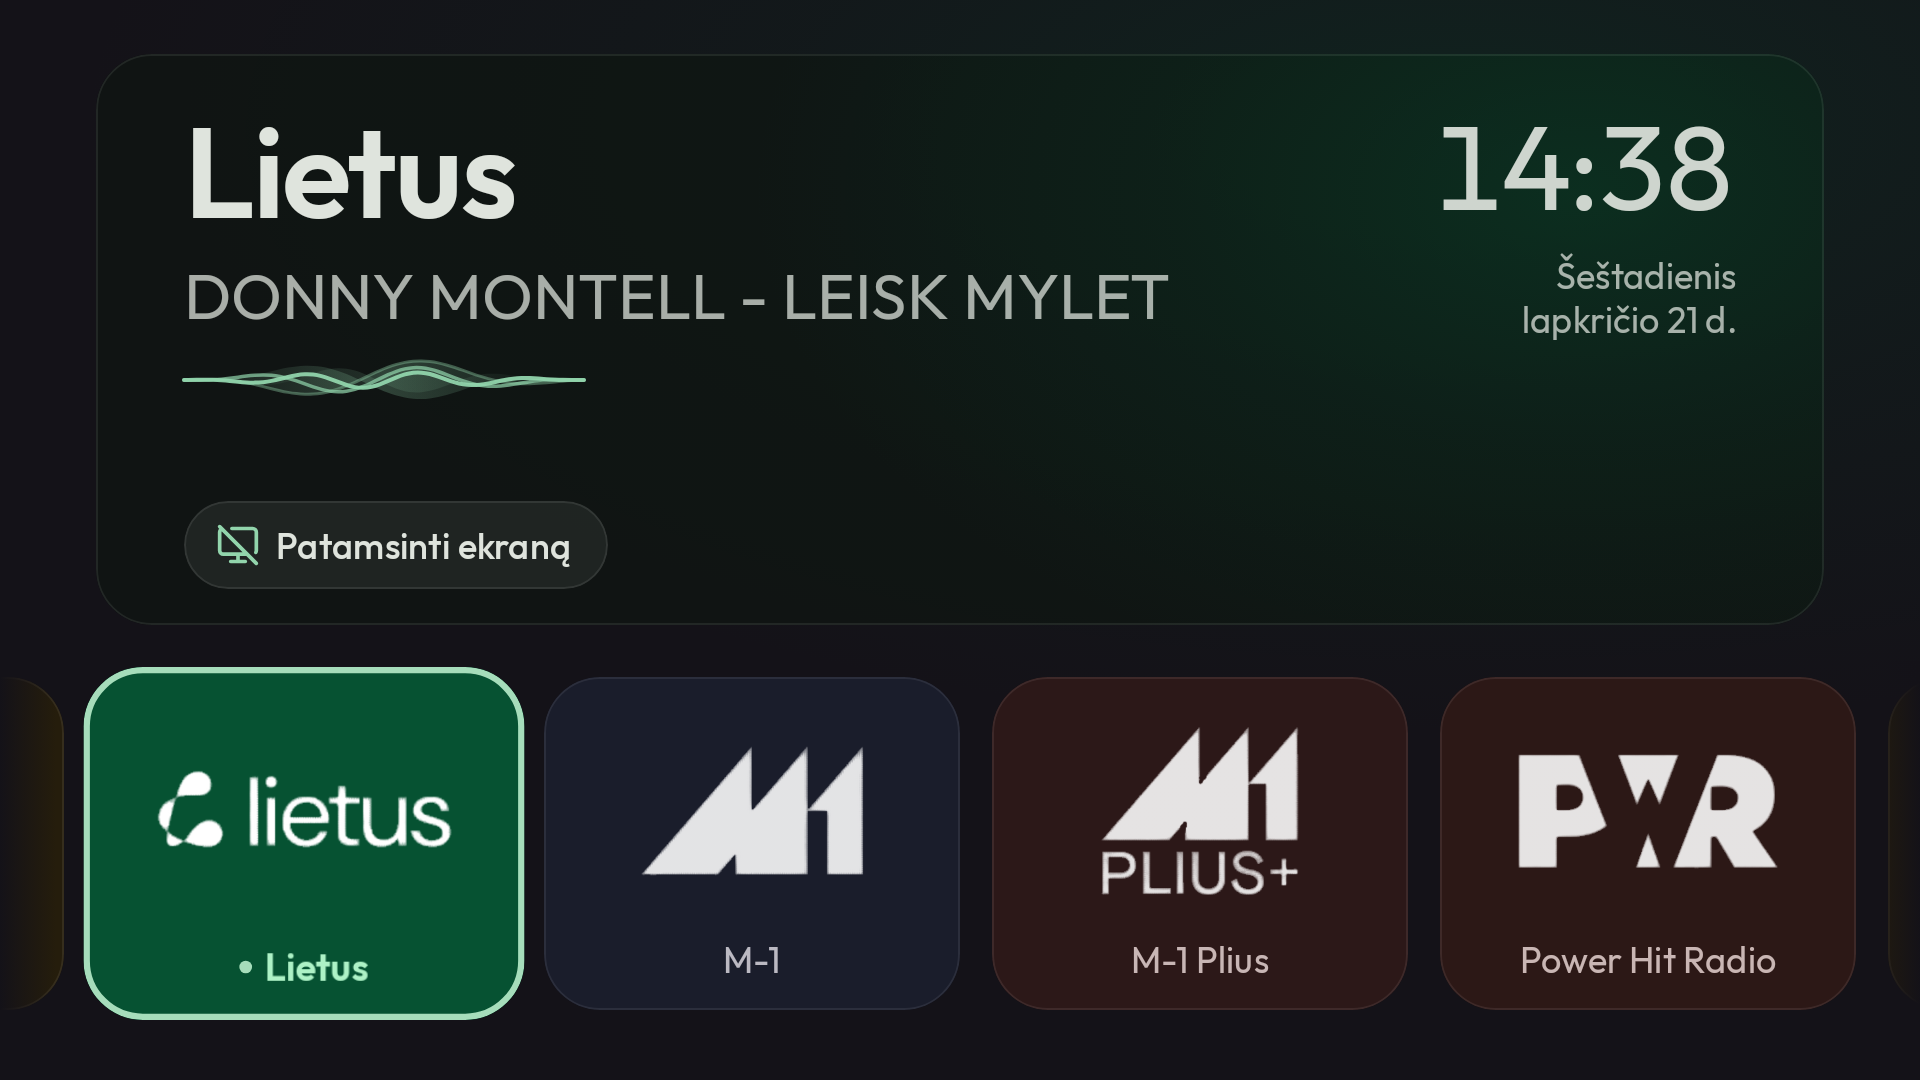 Lietus
14:38
DONNY MONTELL - LEISK MYLET
Šeštadienis
lapkričio 21 d.
Patamsinti ekraną
lietus
• Lietus
M1
M-1
M1
PLIUS+
M-1 Plius
PWR
Power Hit Radio